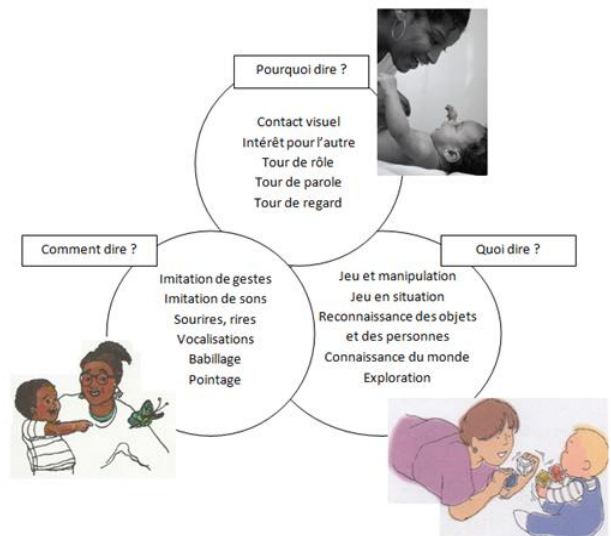 Pourquoi dire ?
Contact visuel
Intérêt pour l'autre
Tour de rôle
Tour de parole
Tour de regard
Comment dire ?
Imitation de gestes
Imitation de sons
Sourires, rires
Vocalisations
Babillage
Pointage
Quoi dire ?
Jeu et manipulation
Jeu en situation
Reconnaissance des objets
et des personnes
Connaissance du monde
Exploration